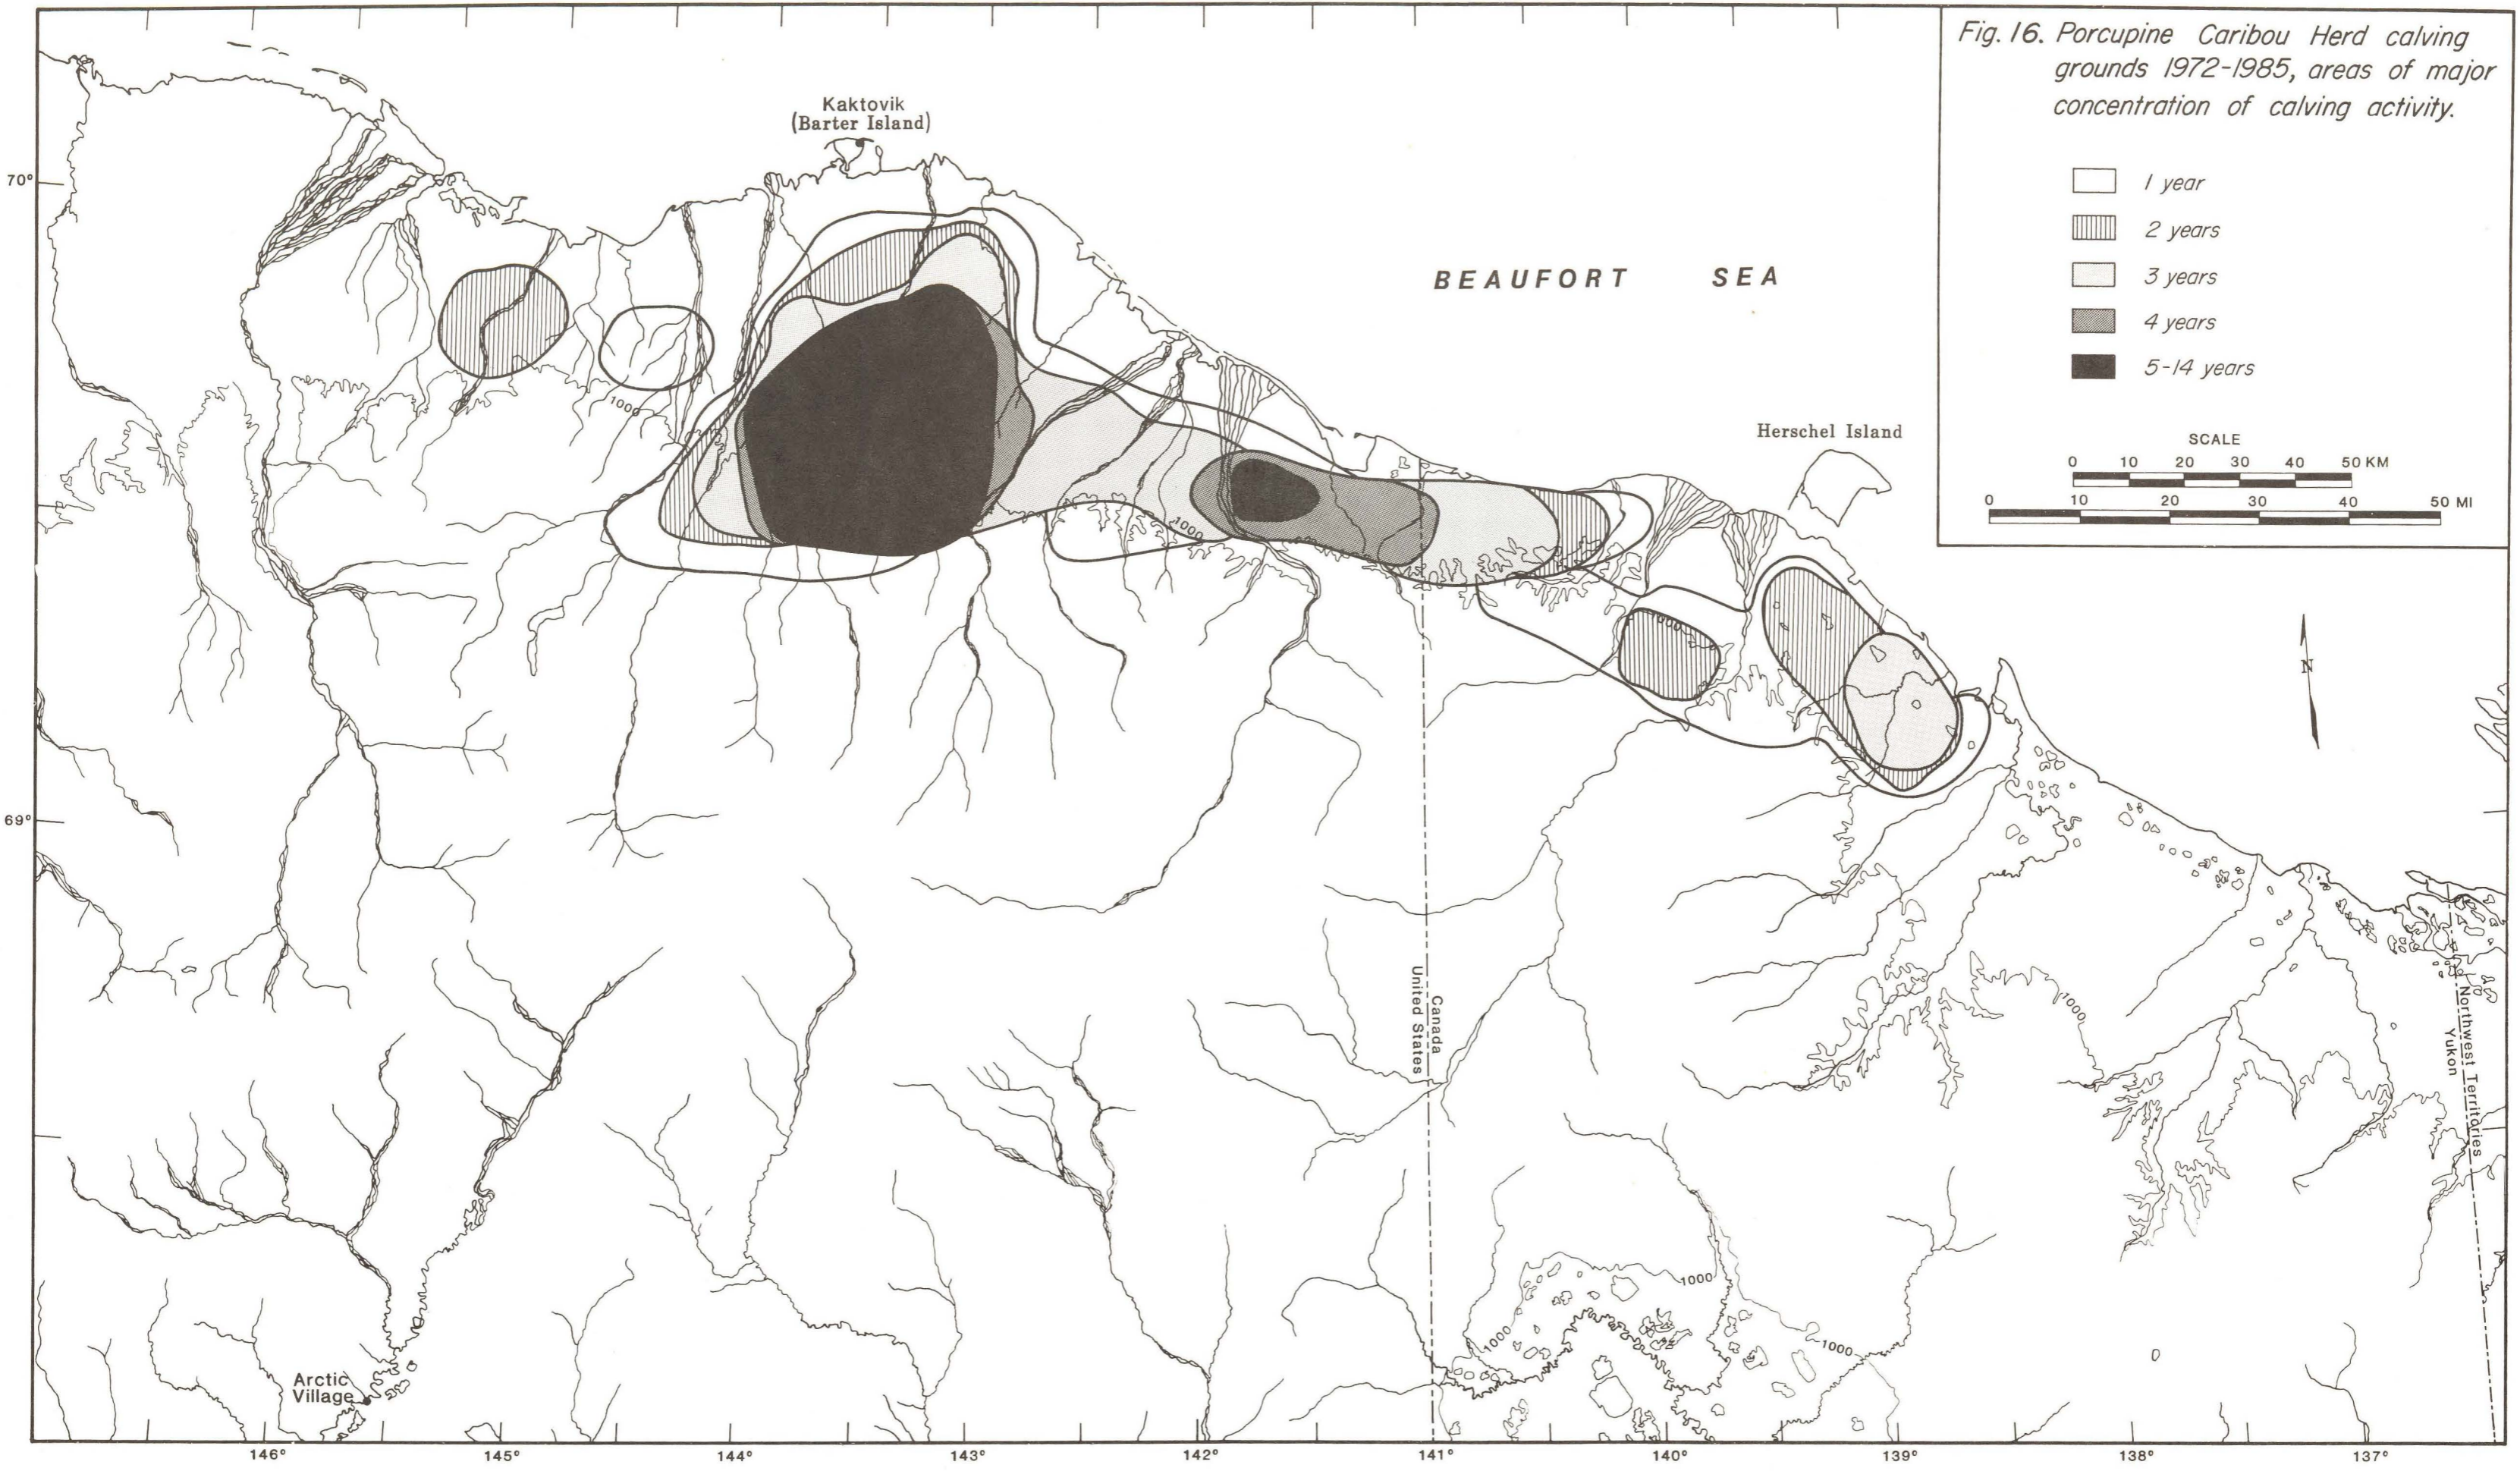 Fig. 16. Porcupine Caribou Herd calving
grounds 1972-1985, areas of major
concentration of calving activity.
1 year
2 years
3 years
4 years
5-14 years
SCALE
0 10 20 30 40 50 KM
0 10 20 30 40 50 MI
Kaktovik
(Barter Island)
70°
BEAUFORT SEA
1000
Herschel Island
1000
1000
N
69°
Canada
United States
1000
Northwest Territories
Yukon
1000
1000
1000
Arctic
Village
146° 145° 144° 143° 142° 141° 140° 139° 138° 137°